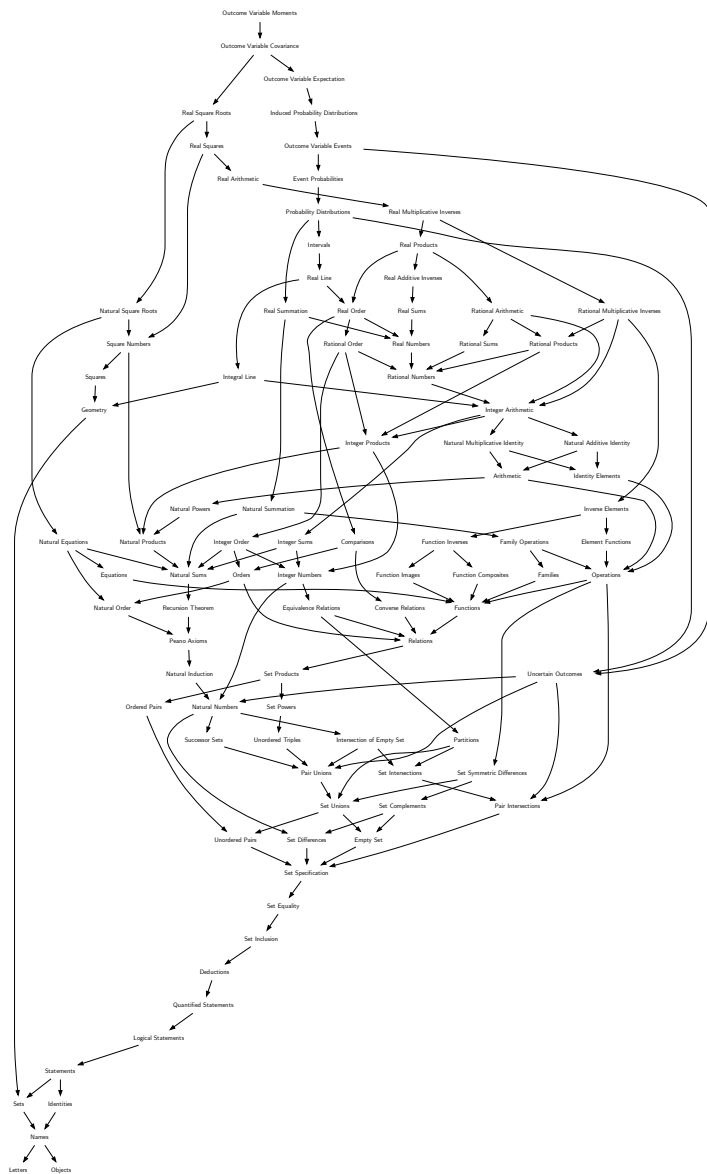 Outcome Variable Moments
Outcome Variable Covariance
Outcome Variable Expectation
Real Square Roots
Induced Probability Distributions
Real Squares
Outcome Variable Events
Real Arithmetic
Event Probabilities
Probability Distributions
Real Multiplicative Inverses
Intervals
Real Products
Real Line
Real Additive Inverses
Natural Square Roots
Real Summation
Real Order
Real Sums
Rational Arithmetic
Rational Multiplicative Inverses
Square Numbers
Rational Order
Real Numbers
Rational Sums
Rational Products
Squares
Integral Line
Rational Numbers
Geometry
Integer Arithmetic
Integer Products
Natural Multiplicative Identity
Natural Additive Identity
Arithmetic
Identity Elements
Natural Powers
Natural Summation
Inverse Elements
Natural Equations
Natural Products
Integer Order
Integer Sums
Comparisons
Function Inverses
Family Operations
Element Functions
Equations
Natural Sums
Orders
Integer Numbers
Function Images
Function Composites
Families
Operations
Natural Order
Recursion Theorem
Equivalence Relations
Converse Relations
Functions
Peano Axioms
Relations
Natural Induction
Set Products
Uncertain Outcomes
Ordered Pairs
Natural Numbers
Set Powers
Successor Sets
Unordered Triples
Intersection of Empty Set
Partitions
Pair Unions
Set Intersections
Set Symmetric Differences
Set Unions
Set Complements
Pair Intersections
Unordered Pairs
Set Differences
Empty Set
Set Specification
Set Equality
Set Inclusion
Deductions
Quantified Statements
Logical Statements
Statements
Sets
Identities
Names
Letters
Objects